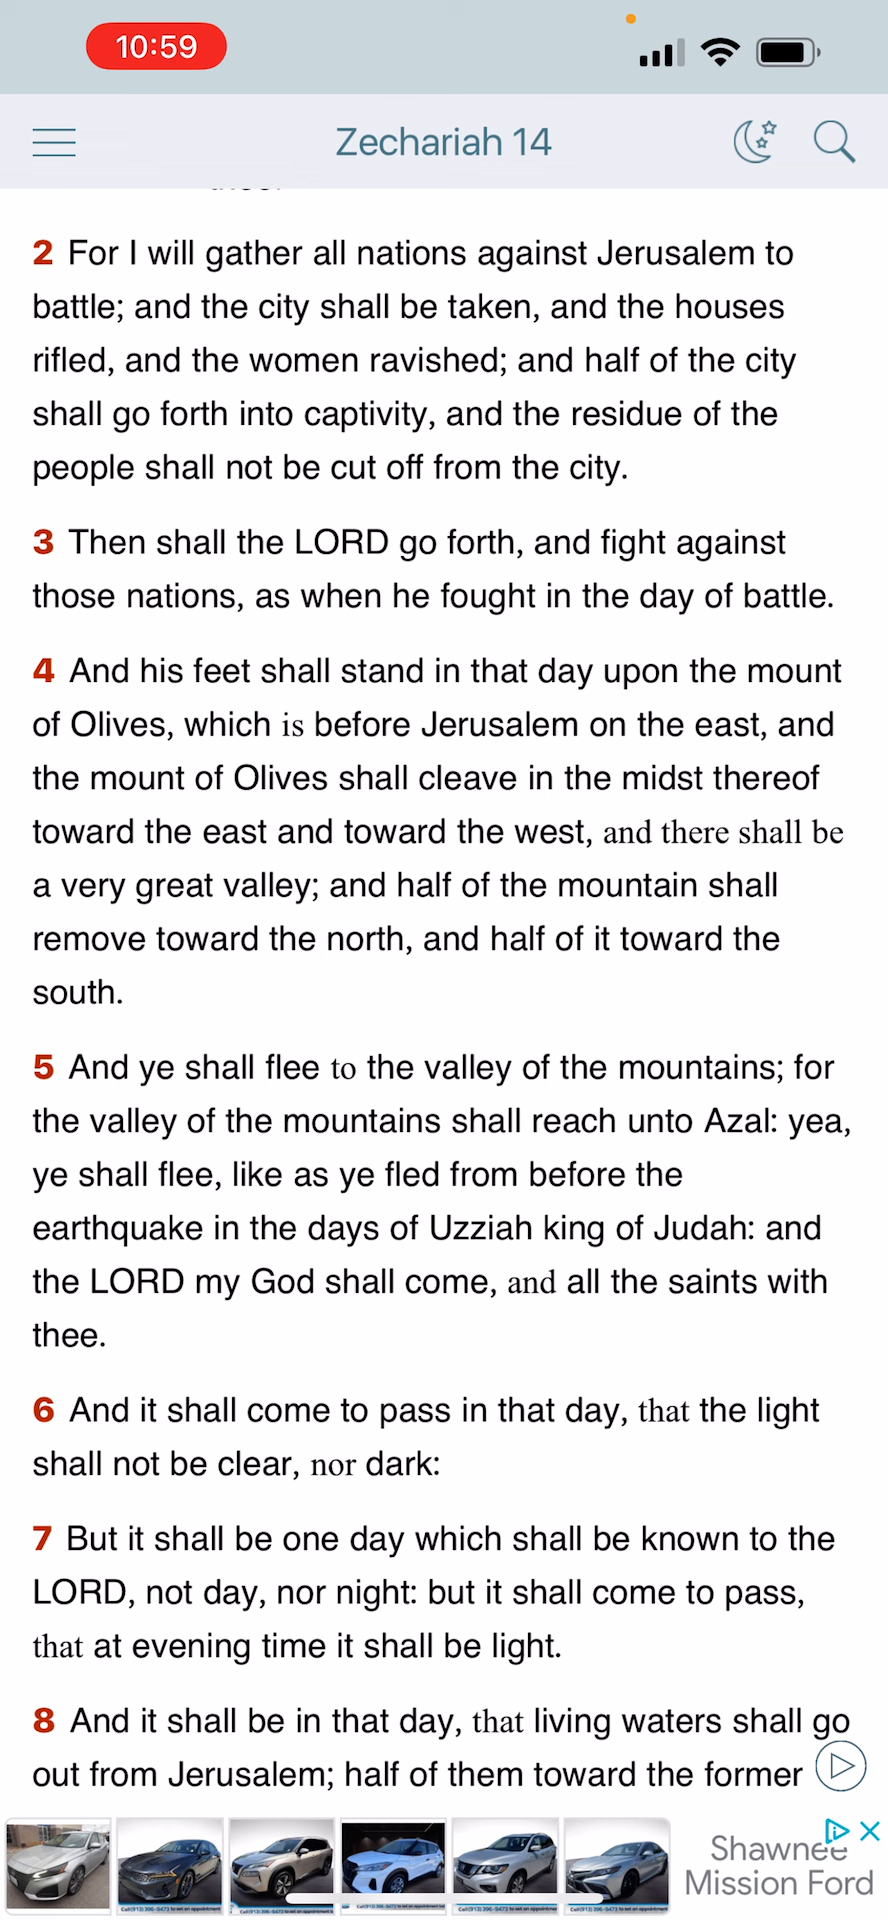 10:59
Zechariah 14
2 For I will gather all nations against Jerusalem to
battle; and the city shall be taken, and the houses
rifled, and the women ravished; and half of the city
shall go forth into captivity, and the residue of the
people shall not be cut off from the city.
3 Then shall the LORD go forth, and fight against
those nations, as when he fought in the day of battle.
4 And his feet shall stand in that day upon the mount
of Olives, which is before Jerusalem on the east, and
the mount of Olives shall cleave in the midst thereof
toward the east and toward the west, and there shall be
a very great valley; and half of the mountain shall
remove toward the north, and half of it toward the
south.
5 And ye shall flee to the valley of the mountains; for
the valley of the mountains shall reach unto Azal: yea,
ye shall flee, like as ye fled from before the
earthquake in the days of Uzziah king of Judah: and
the LORD my God shall come, and all the saints with
thee.
6 And it shall come to pass in that day, that the light
shall not be clear, nor dark:
7 But it shall be one day which shall be known to the
LORD, not day, nor night: but it shall come to pass,
that at evening time it shall be light.
8 And it shall be in that day, that living waters shall go
out from Jerusalem; half of them toward the former
Shawnee
Mission Ford